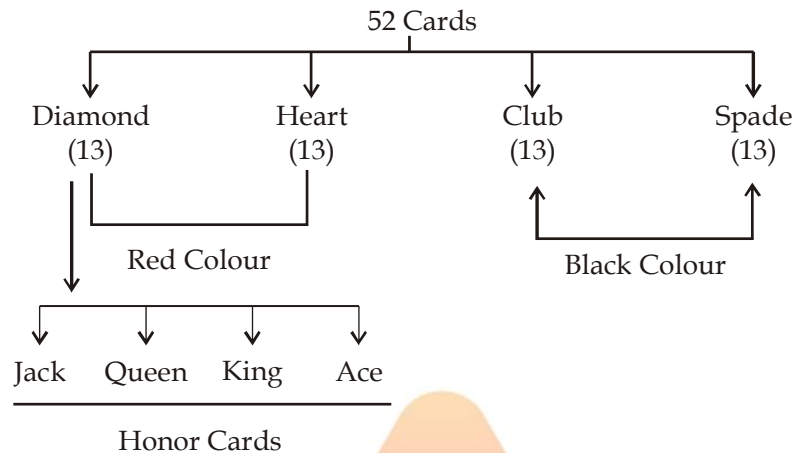 52 Cards
Diamond Heart Club Spade
(13) (13) (13) (13)
Red Colour
Black Colour
Jack Queen King Ace
Honor Cards